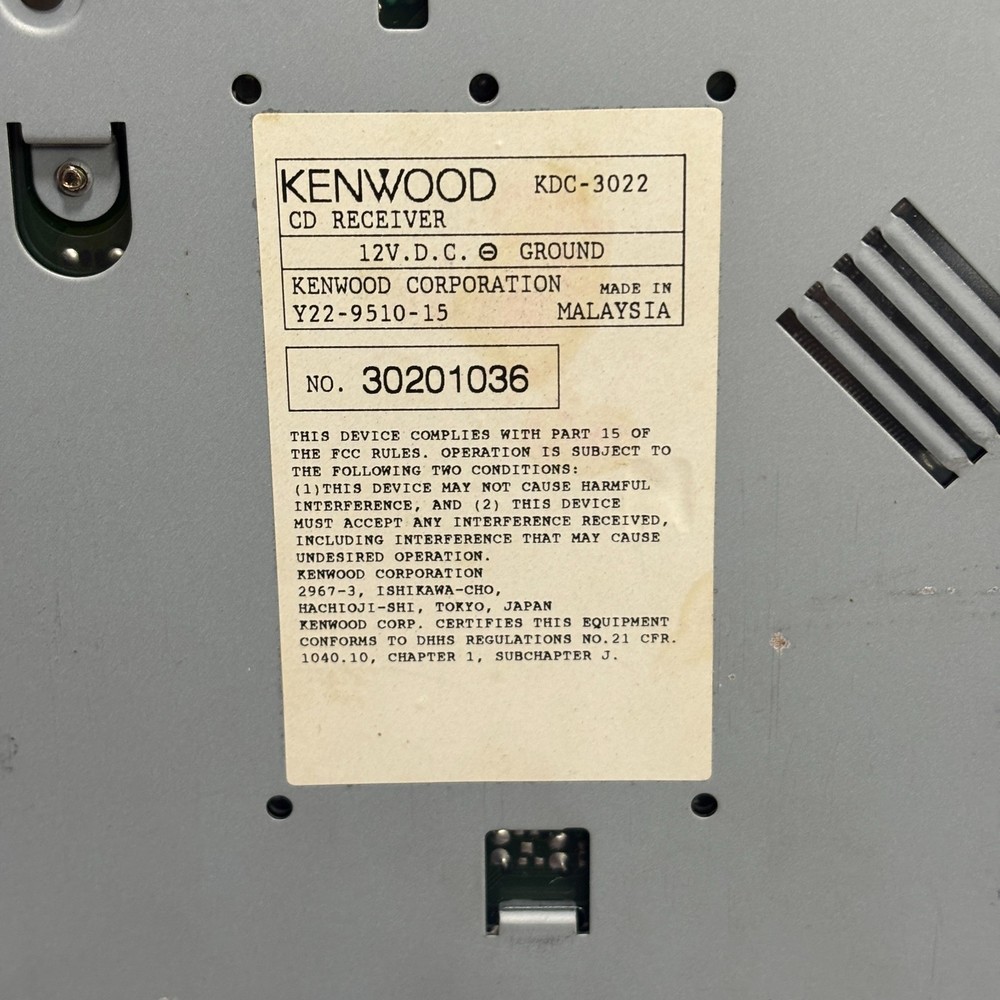 KENWOOD KDC-3022
CD RECEIVER
12V.D.C. ⊖ GROUND
KENWOOD CORPORATION MADE IN
Y22-9510-15 MALAYSIA
NO. 30201036
THIS DEVICE COMPLIES WITH PART 15 OF
THE FCC RULES. OPERATION IS SUBJECT TO
THE FOLLOWING TWO CONDITIONS:
(1)THIS DEVICE MAY NOT CAUSE HARMFUL
INTERFERENCE, AND (2) THIS DEVICE
MUST ACCEPT ANY INTERFERENCE RECEIVED,
INCLUDING INTERFERENCE THAT MAY CAUSE
UNDESIRED OPERATION.
KENWOOD CORPORATION
2967-3, ISHIKAWA-CHO,
HACHIOJI-SHI, TOKYO, JAPAN
KENWOOD CORP. CERTIFIES THIS EQUIPMENT
CONFORMS TO DHHS REGULATIONS NO.21 CFR.
1040.10, CHAPTER 1, SUBCHAPTER J.